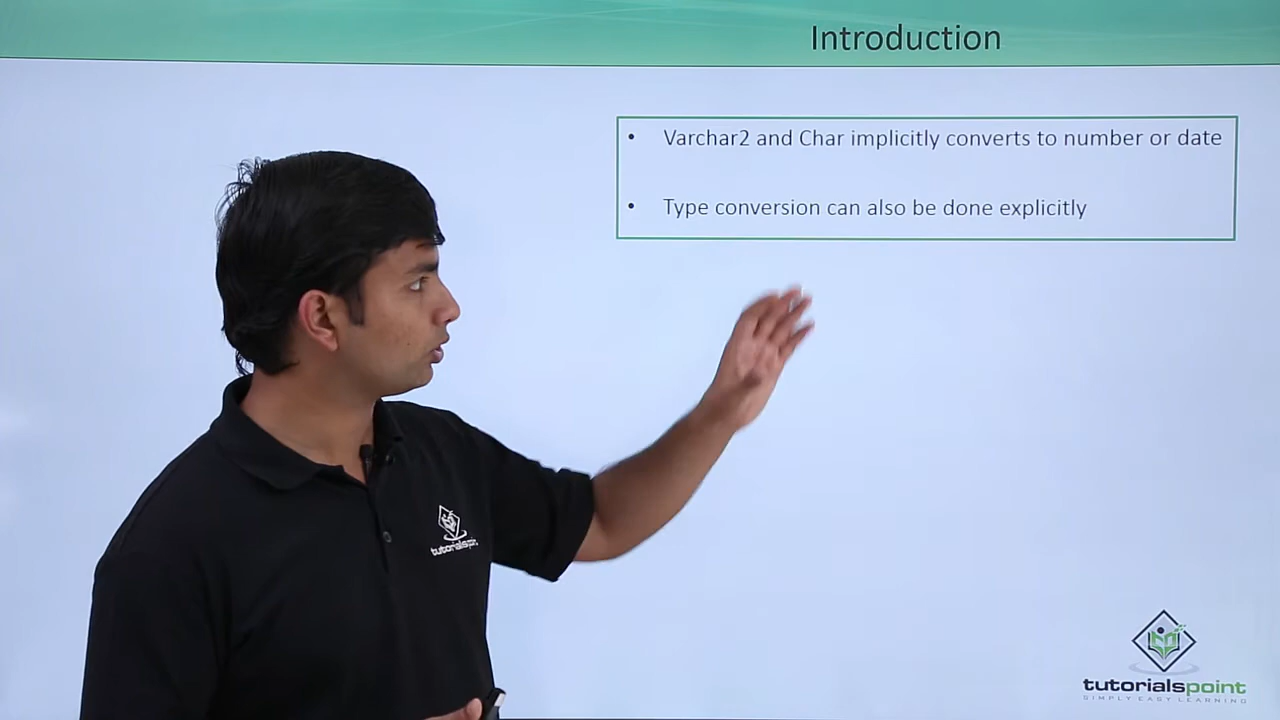 Introduction
• Varchar2 and Char implicitly converts to number or date
• Type conversion can also be done explicitly
tutorialspoint
tutorialspoint
SIMPLY EASY LEARNING